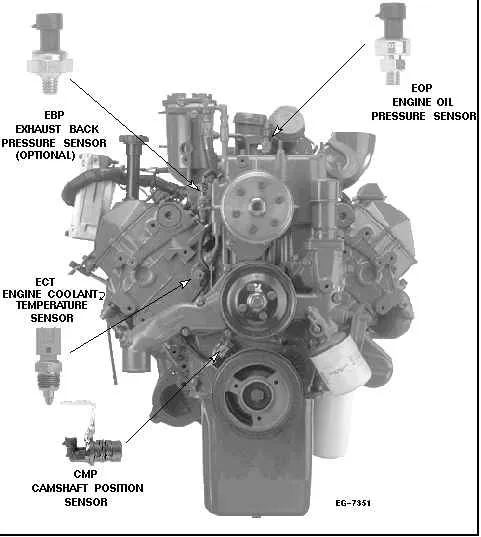 EBP
EXHAUST BACK
PRESSURE SENSOR
(OPTIONAL)
EOP
ENGINE OIL
PRESSURE SENSOR
ECT
ENGINE COOLANT
TEMPERATURE
SENSOR
CMP
CAMSHAFT POSITION
SENSOR
EG-7351